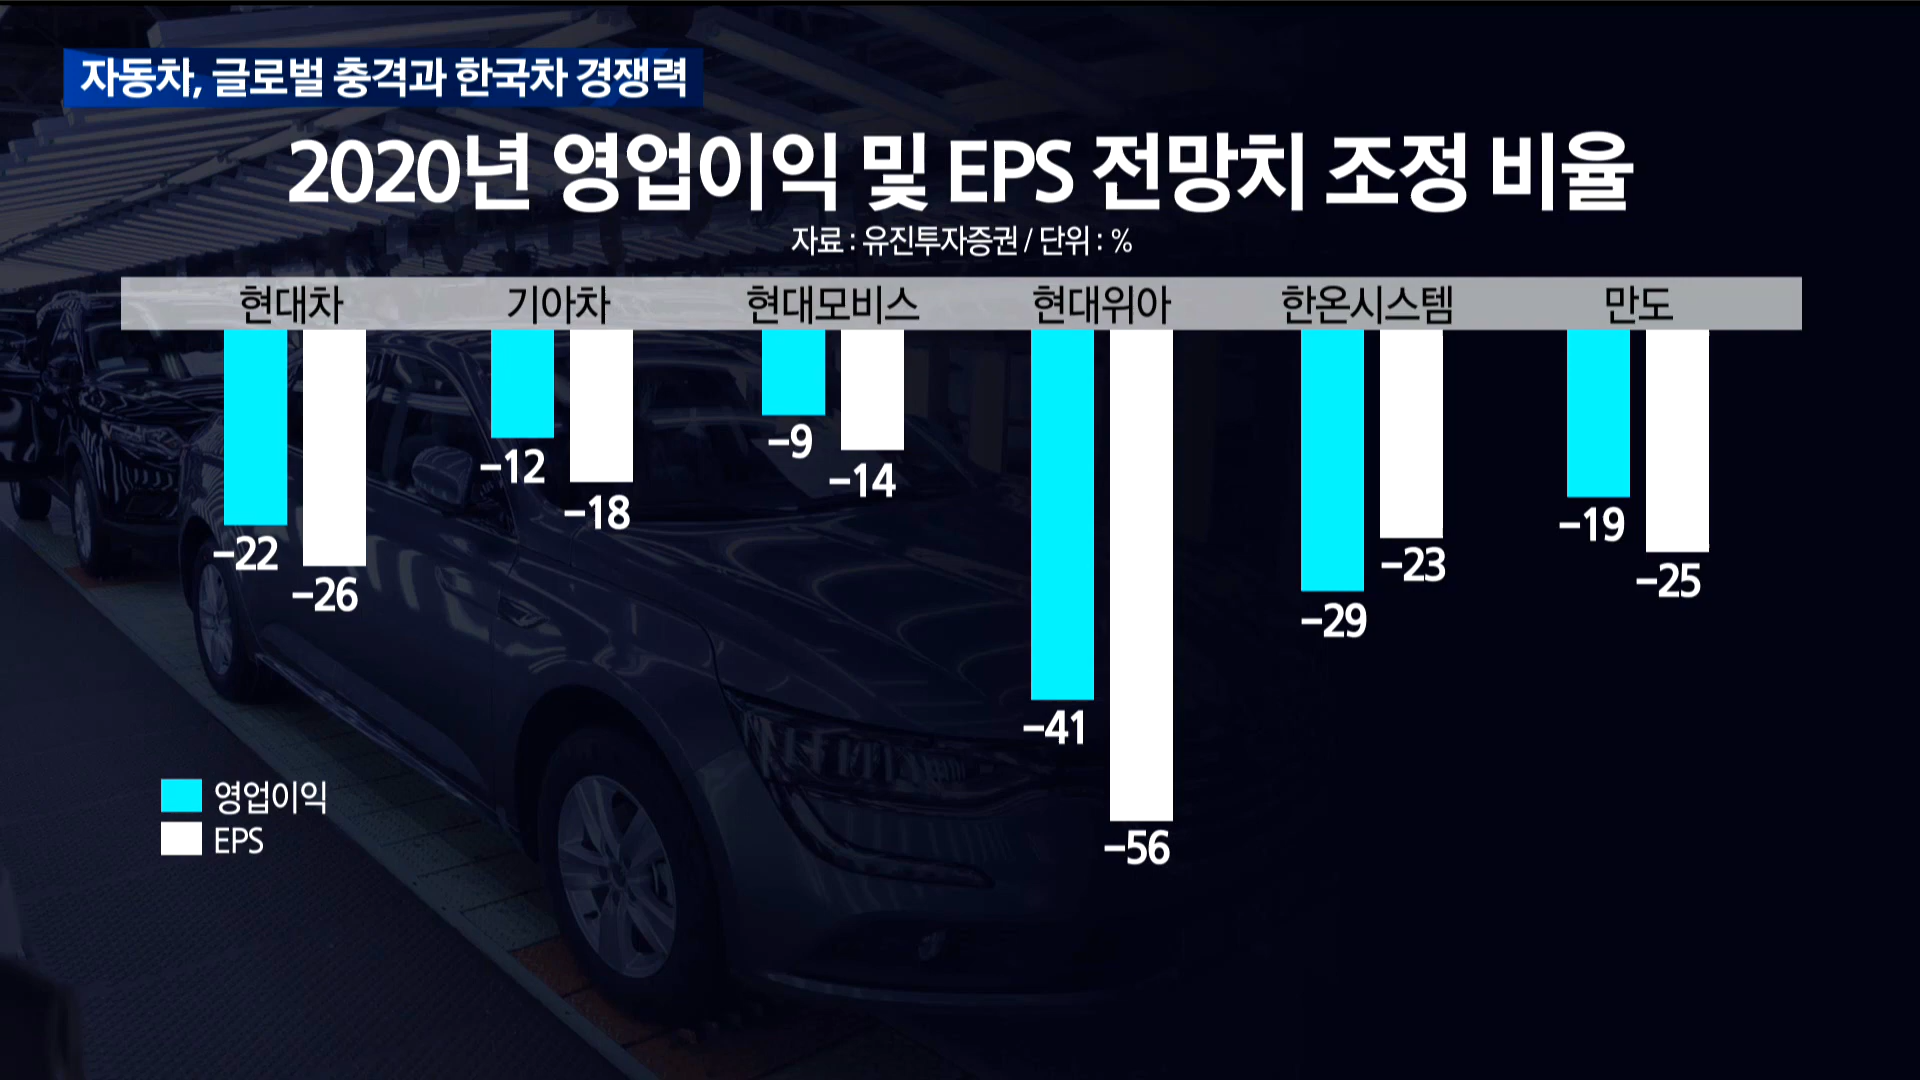 자동차, 글로벌 충격과 한국차 경쟁력
2020년 영업이익 및 EPS 전망치 조정 비율
자료 : 유진투자증권 / 단위 : %
현대차 기아차 현대모비스 현대위아 한온시스템 만도
-22 -26 -12 -18 -9 -14 -41 -56 -29 -23 -19 -25
영업이익
EPS